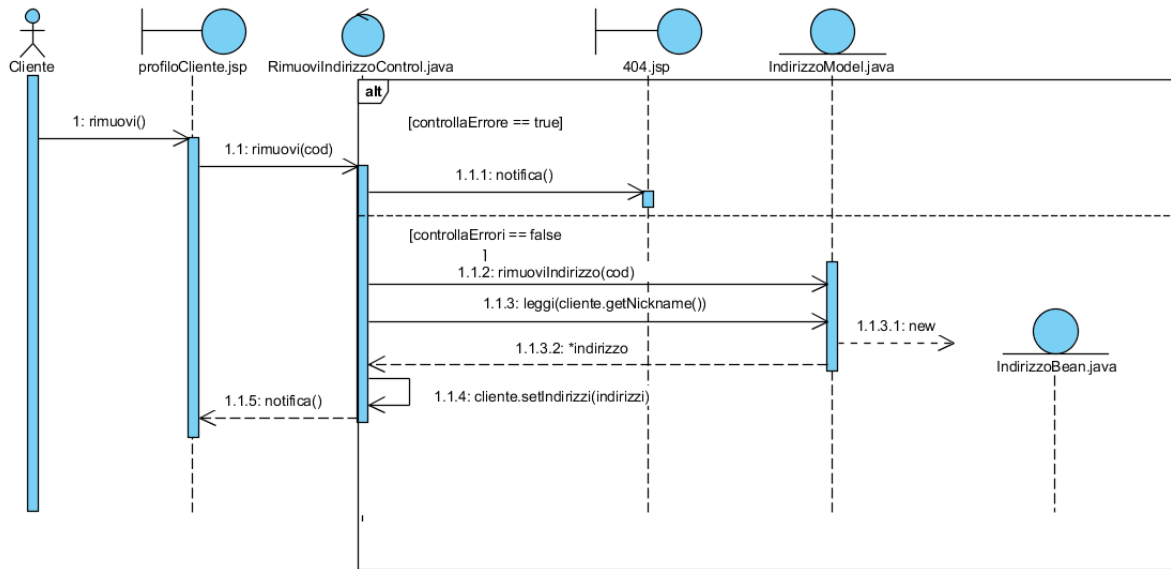 Cliente
profiloCliente.jsp
RimuoviIndirizzoControl.java
404.jsp
IndirizzoModel.java
alt
[controllaErrore == true]
1: rimuovi()
1.1: rimuovi(cod)
1.1.1: notifica()
[controllaErrori == false
]
1.1.2: rimuoviIndirizzo(cod)
1.1.3: leggi(cliente.getNickname())
1.1.3.1: new
1.1.3.2: *indirizzo
IndirizzoBean.java
1.1.4: cliente.setIndirizzi(indirizzi)
1.1.5: notifica()